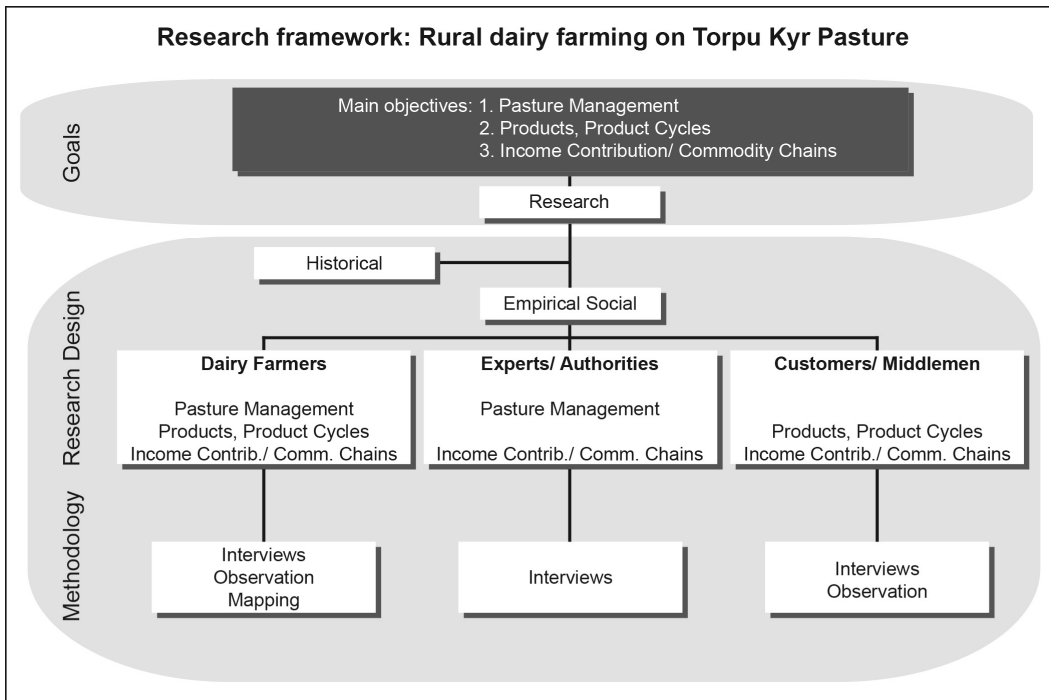 Research framework: Rural dairy farming on Torpu Kyr Pasture
Goals
Main objectives: 1. Pasture Management
2. Products, Product Cycles
3. Income Contribution/ Commodity Chains
Research
Research Design
Historical
Empirical Social
Dairy Farmers
Pasture Management
Products, Product Cycles
Income Contrib./ Comm. Chains
Experts/ Authorities
Pasture Management
Income Contrib./ Comm. Chains
Customers/ Middlemen
Products, Product Cycles
Income Contrib./ Comm. Chains
Methodology
Interviews
Observation
Mapping
Interviews
Interviews
Observation